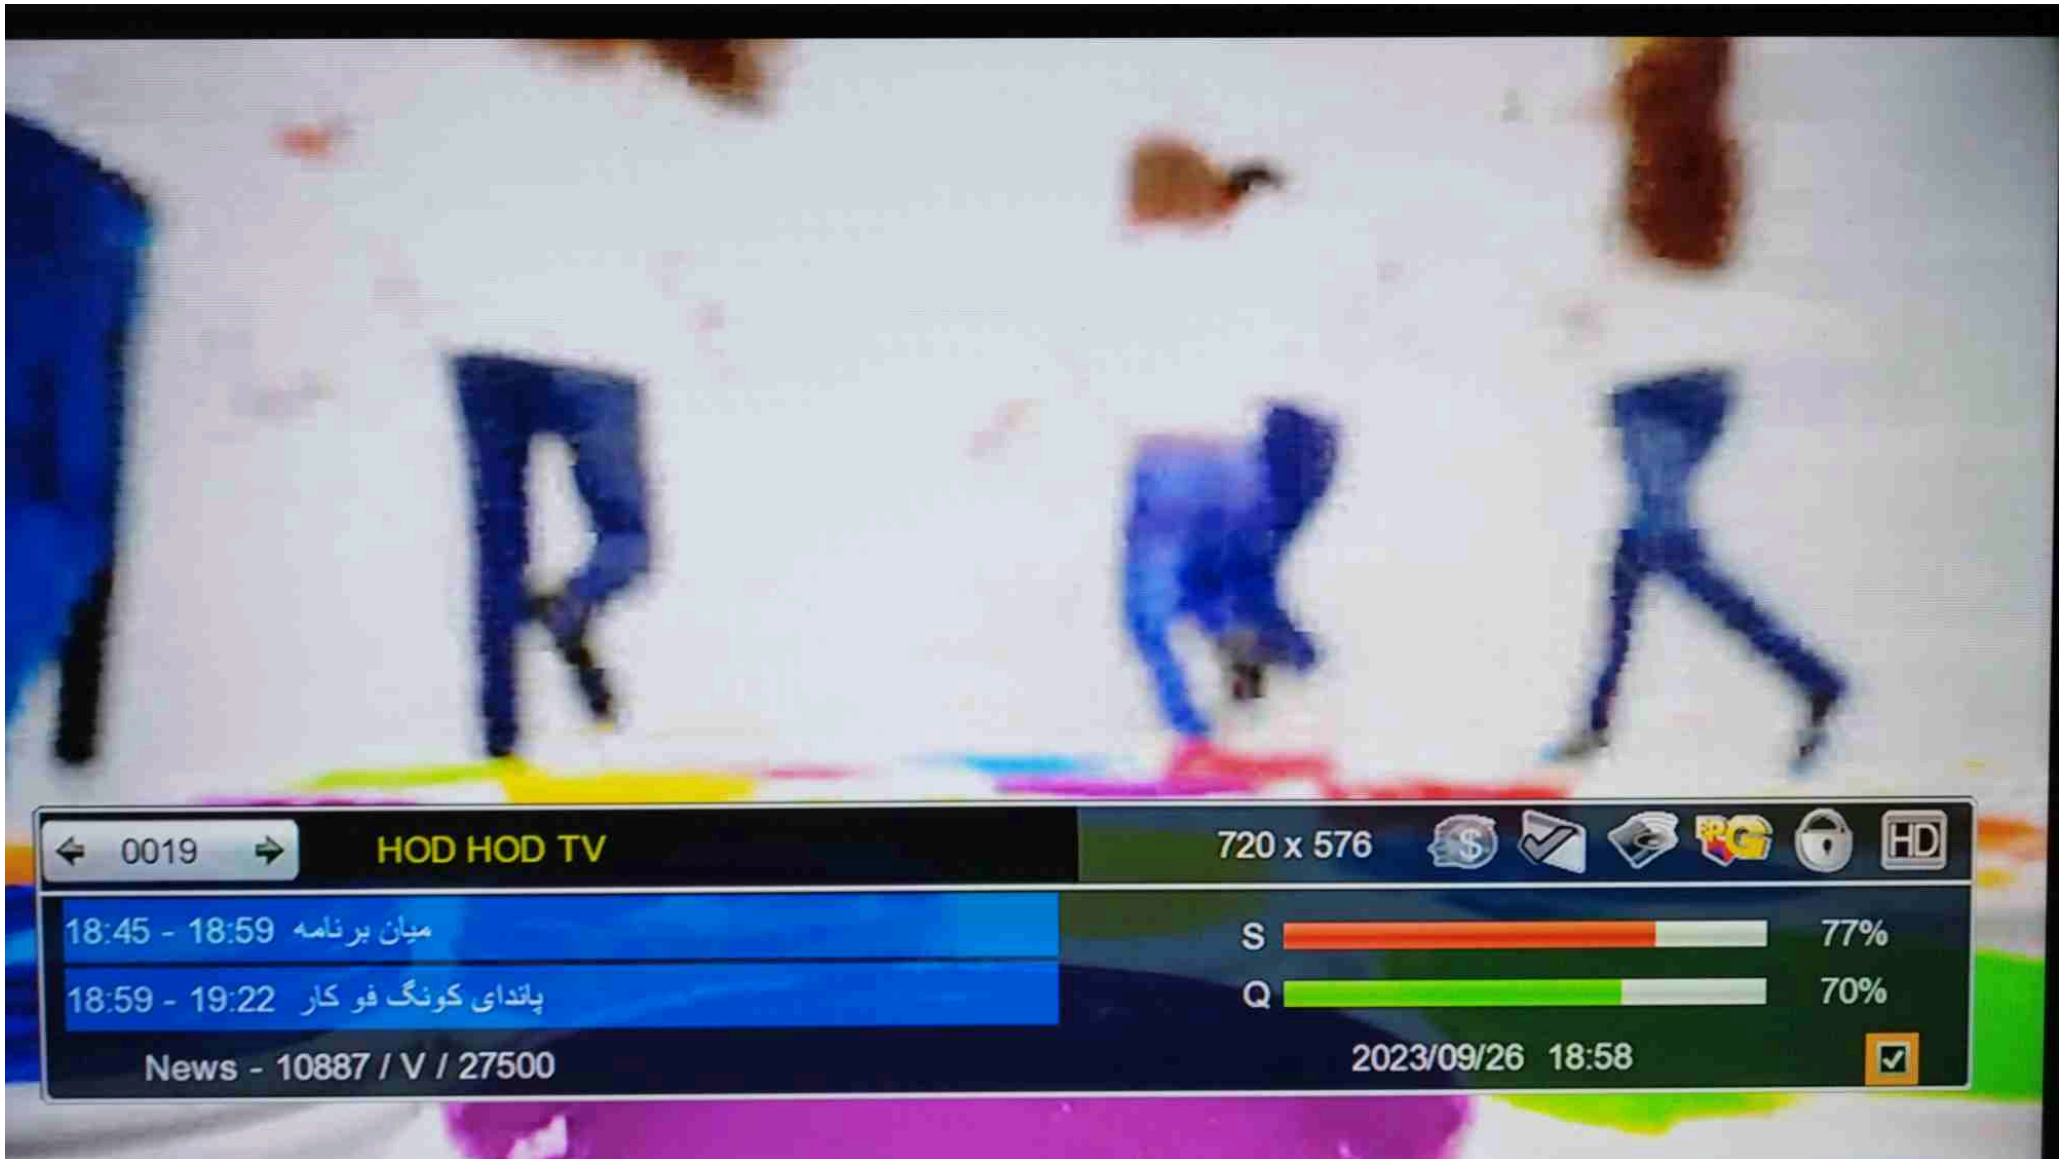 0019
HOD HOD TV
720 x 576
HD
18:45 - 18:59 میان برنامه
18:59 - 19:22 پاندای کونگ فو کار
S 77%
Q 70%
News - 10887 / V / 27500
2023/09/26 18:58